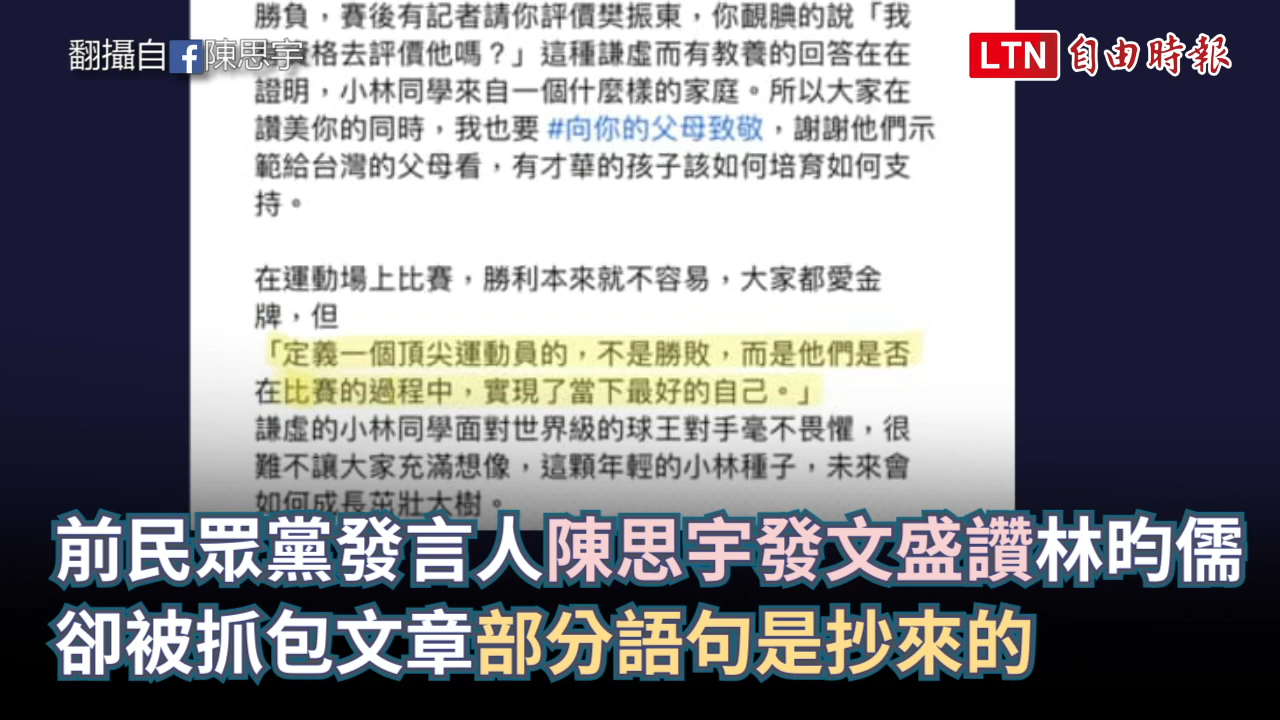 勝負，賽後有記者請你評價樊振東，你靦腆的說「我
翻攝自 f 陳思宇
格去評價他嗎？」這種謙虛而有教養的回答在在
LTN 自由時報
證明，小林同學來自一個什麼樣的家庭。所以大家在
讚美你的同時，我也要 #向你的父母致敬，謝謝他們示
範給台灣的父母看，有才華的孩子該如何培育如何支
持。
在運動場上比賽，勝利本來就不容易，大家都愛金
牌，但
「定義一個頂尖運動員的，不是勝敗，而是他們是否
在比賽的過程中，實現了當下最好的自己。」
謙虛的小林同學面對世界級的球王對手毫不畏懼，很
難不讓大家充滿想像，這顆年輕的小林種子，未來會
如何成長茁壯大樹。
前民眾黨發言人陳思宇發文盛讚林昀儒
卻被抓包文章部分語句是抄來的